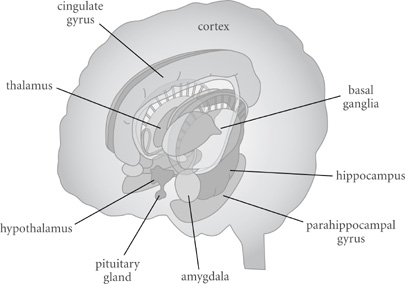 cingulate
gyrus
cortex
thalamus
basal
ganglia
hippocampus
hypothalamus
parahippocampal
gyrus
pituitary
gland
amygdala